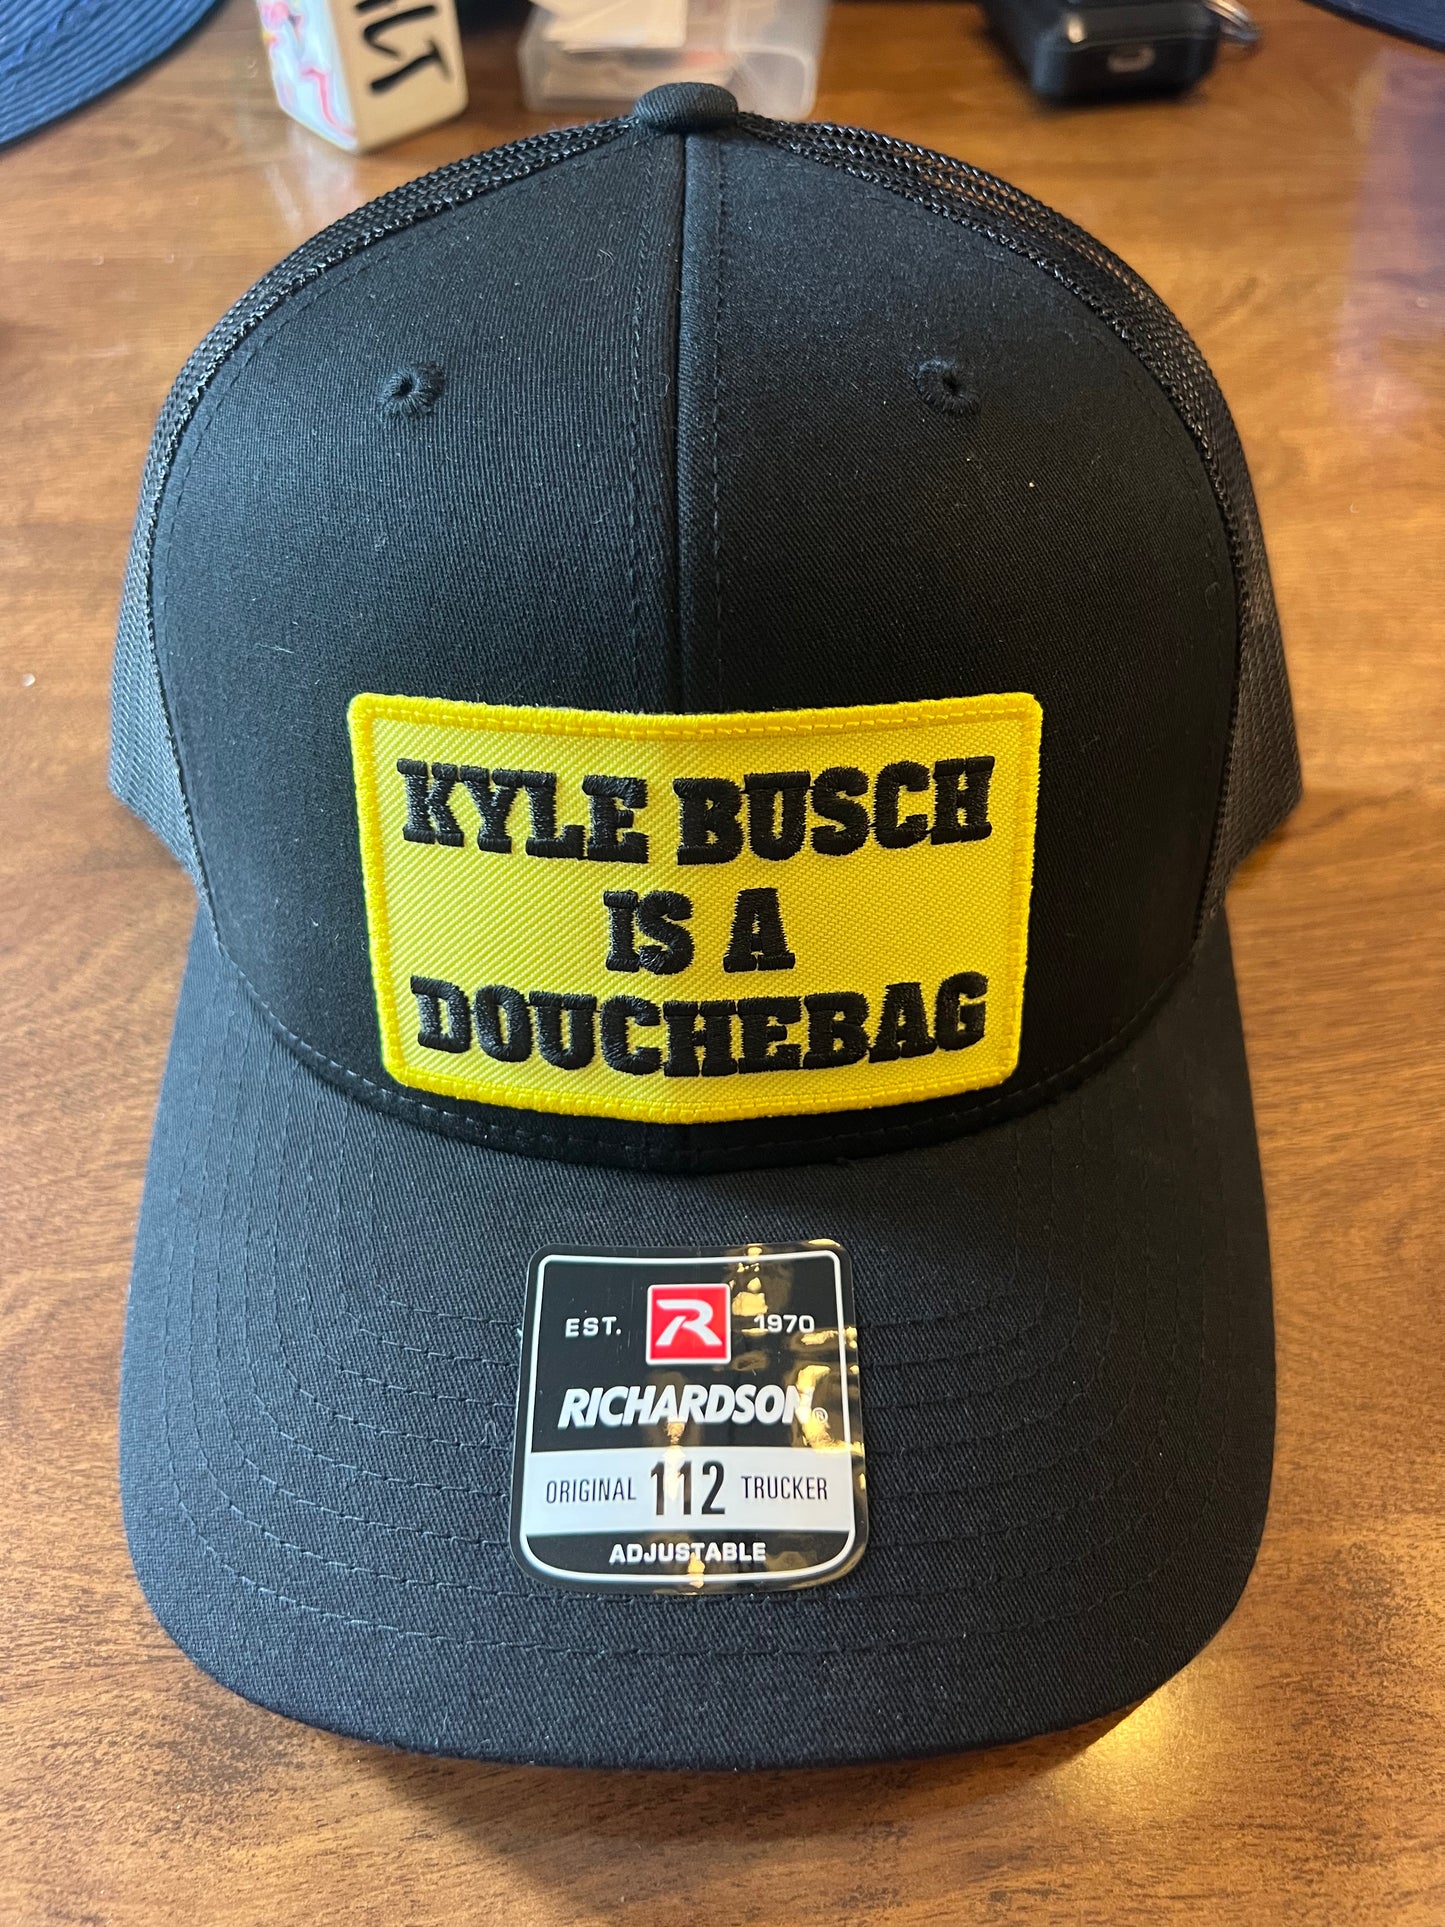 KYLE BUSCH
IS A
DOUCHEBAG
EST. R 1970
RICHARDSON®
ORIGINAL 112 TRUCKER
ADJUSTABLE